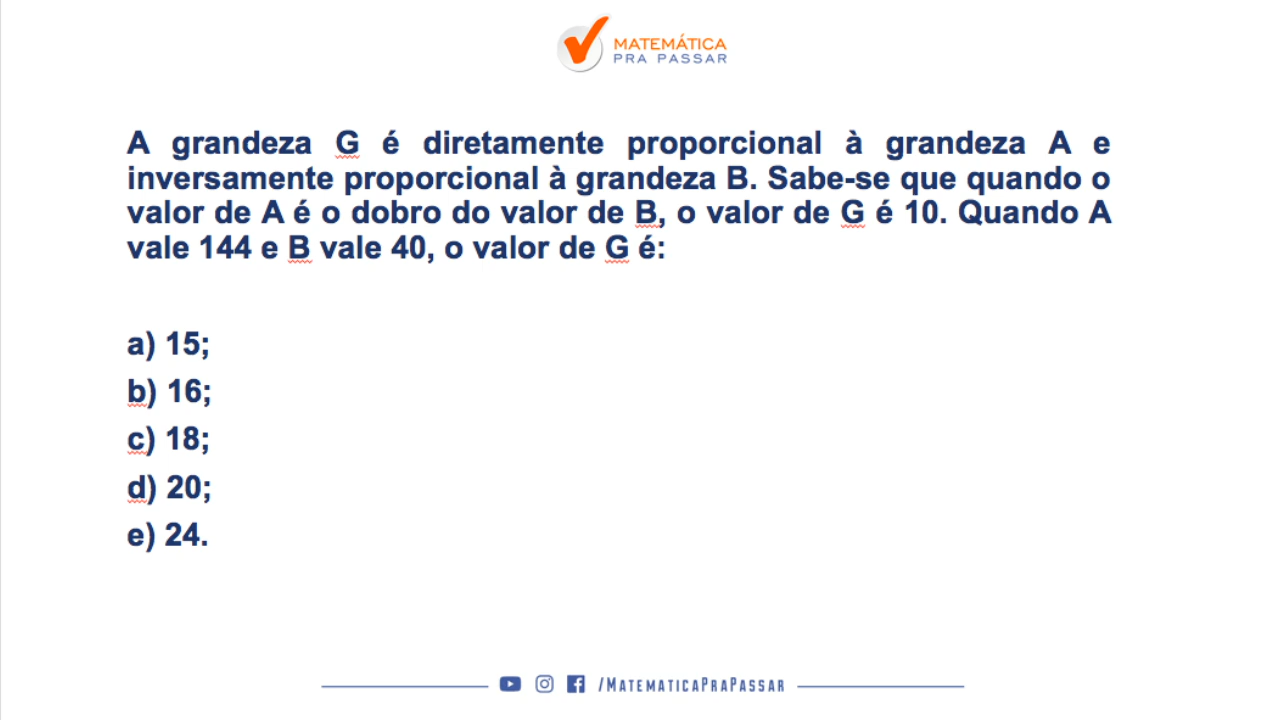 MATEMÁTICA
PRA PASSAR
A grandeza G é diretamente proporcional à grandeza A e
inversamente proporcional à grandeza B. Sabe-se que quando o
valor de A é o dobro do valor de B, o valor de G é 10. Quando A
vale 144 e B vale 40, o valor de G é:
a) 15;
b) 16;
c) 18;
d) 20;
e) 24.
/MATEMATICAPRAPASSAR